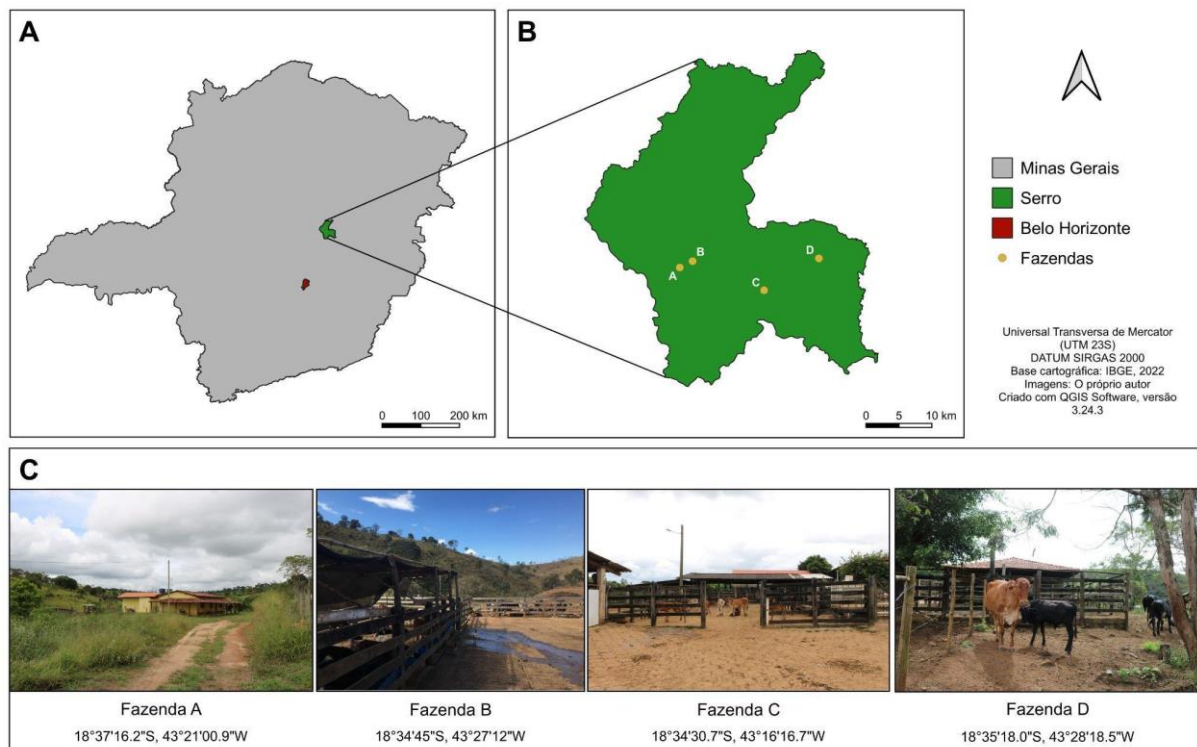 A
0 100 200 km
B
A
B
C
D
0 5 10 km
Minas Gerais
Serro
Belo Horizonte
Fazendas
Universal Transversa de Mercator
(UTM 23S)
DATUM SIRGAS 2000
Base cartográfica: IBGE, 2022
Imagens: O próprio autor
Criado com QGIS Software, versão
3.24.3
C
Fazenda A
18°37'16.2"S, 43°21'00.9"W
Fazenda B
18°34'45"S, 43°27'12"W
Fazenda C
18°34'30.7"S, 43°16'16.7"W
Fazenda D
18°35'18.0"S, 43°28'18.5"W